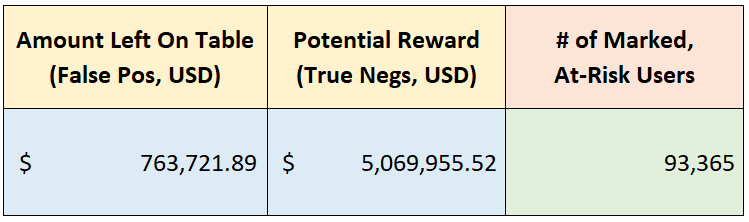 Amount Left On Table
(False Pos, USD)
Potential Reward
(True Negs, USD)
# of Marked,
At-Risk Users
$ 763,721.89
$ 5,069,955.52
93,365